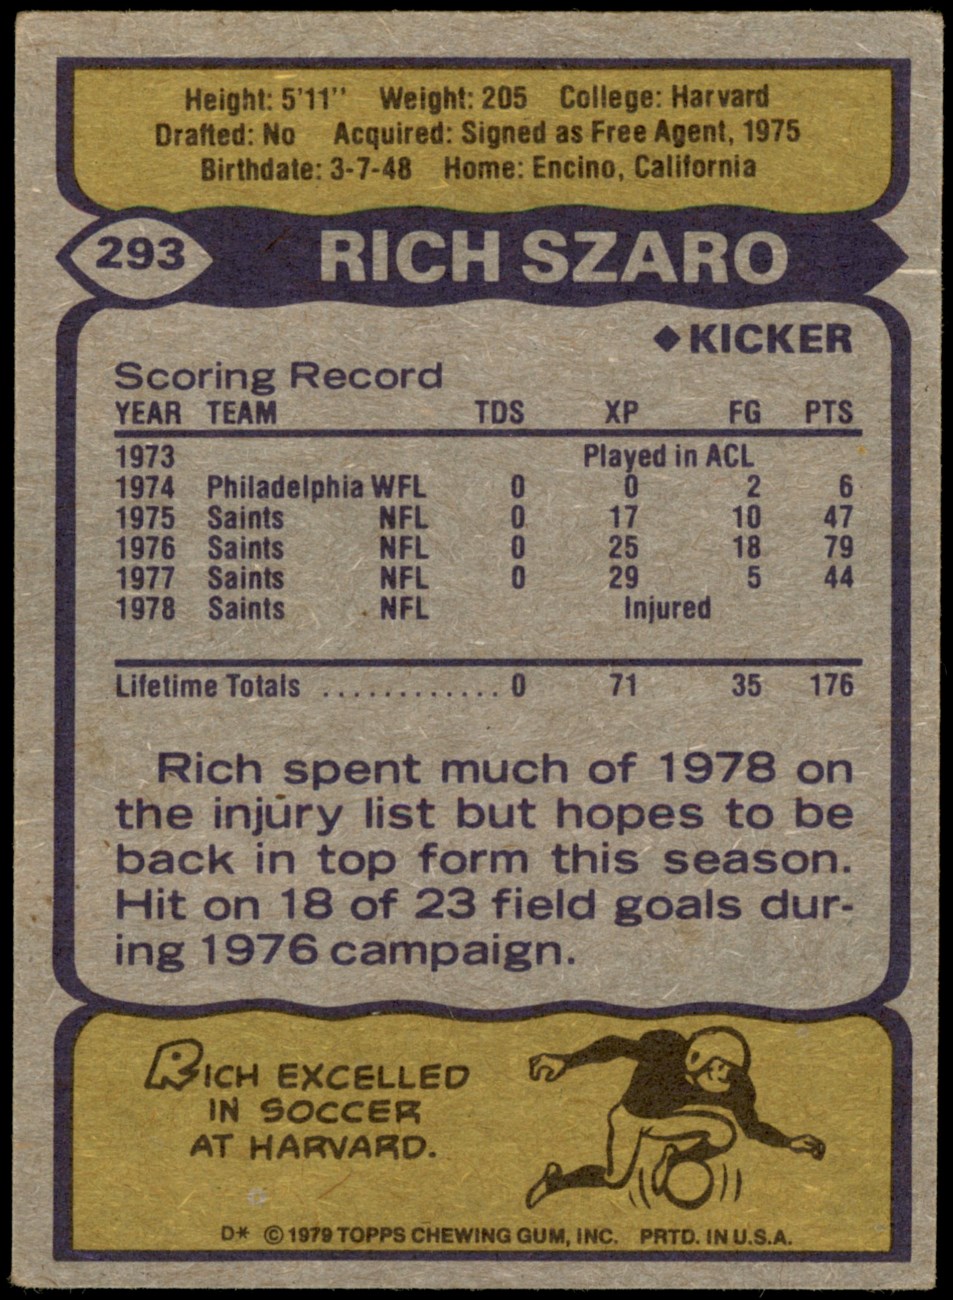 Height: 5'11" Weight: 205 College: Harvard
Drafted: No Acquired: Signed as Free Agent, 1975
Birthdate: 3-7-48 Home: Encino, California
293 RICH SZARO
◆KICKER
Scoring Record
YEAR TEAM TDS XP FG PTS
1973 Played in ACL
1974 Philadelphia WFL 0 0 2 6
1975 Saints NFL 0 17 10 47
1976 Saints NFL 0 25 18 79
1977 Saints NFL 0 29 5 44
1978 Saints NFL Injured
Lifetime Totals ............. 0 71 35 176
Rich spent much of 1978 on
the injury list but hopes to be
back in top form this season.
Hit on 18 of 23 field goals dur-
ing 1976 campaign.
RICH EXCELLED
IN SOCCER
AT HARVARD.
D* © 1979 TOPPS CHEWING GUM, INC. PRTD. IN U.S.A.